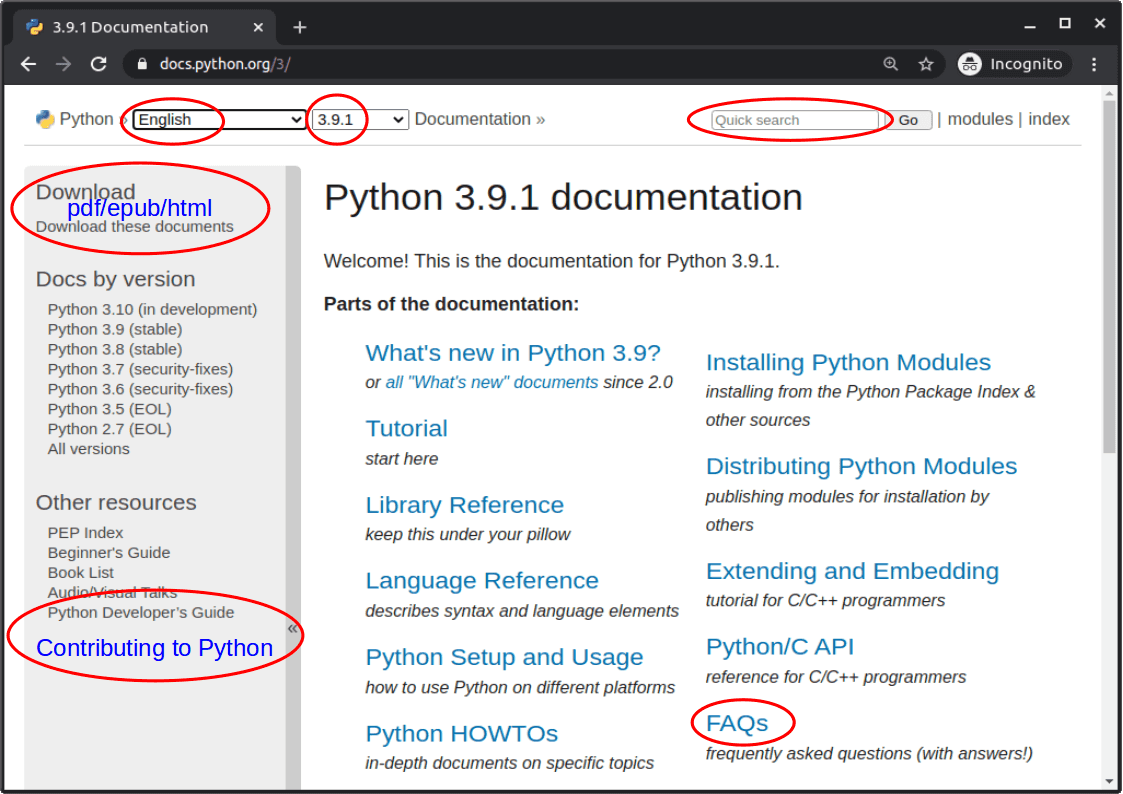 3.9.1 Documentation
docs.python.org/3/
Incognito
Python » English 3.9.1 Documentation » Quick search Go | modules | index
Download
pdf/epub/html
Download these documents
Docs by version
Python 3.10 (in development)
Python 3.9 (stable)
Python 3.8 (stable)
Python 3.7 (security-fixes)
Python 3.6 (security-fixes)
Python 3.5 (EOL)
Python 2.7 (EOL)
All versions
Other resources
PEP Index
Beginner's Guide
Book List
Audio/Visual Talks
Python Developer's Guide
Contributing to Python
«
Python 3.9.1 documentation
Welcome! This is the documentation for Python 3.9.1.
Parts of the documentation:
What's new in Python 3.9?
or all "What's new" documents since 2.0
Tutorial
start here
Library Reference
keep this under your pillow
Language Reference
describes syntax and language elements
Python Setup and Usage
how to use Python on different platforms
Python HOWTOs
in-depth documents on specific topics
Installing Python Modules
installing from the Python Package Index &
other sources
Distributing Python Modules
publishing modules for installation by
others
Extending and Embedding
tutorial for C/C++ programmers
Python/C API
reference for C/C++ programmers
FAQs
frequently asked questions (with answers!)